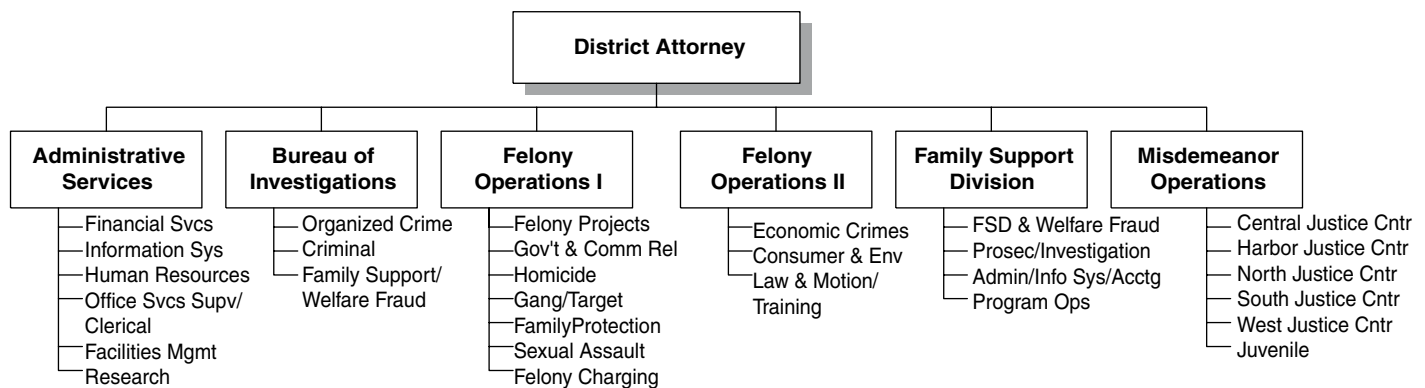 District Attorney
Administrative
Services
Financial Svcs
Information Sys
Human Resources
Office Svcs Supv/
Clerical
Facilities Mgmt
Research
Bureau of
Investigations
Organized Crime
Criminal
Family Support/
Welfare Fraud
Felony
Operations I
Felony Projects
Gov't & Comm Rel
Homicide
Gang/Target
FamilyProtection
Sexual Assault
Felony Charging
Felony
Operations II
Economic Crimes
Consumer & Env
Law & Motion/
Training
Family Support
Division
FSD & Welfare Fraud
Prosec/Investigation
Admin/Info Sys/Acctg
Program Ops
Misdemeanor
Operations
Central Justice Cntr
Harbor Justice Cntr
North Justice Cntr
South Justice Cntr
West Justice Cntr
Juvenile